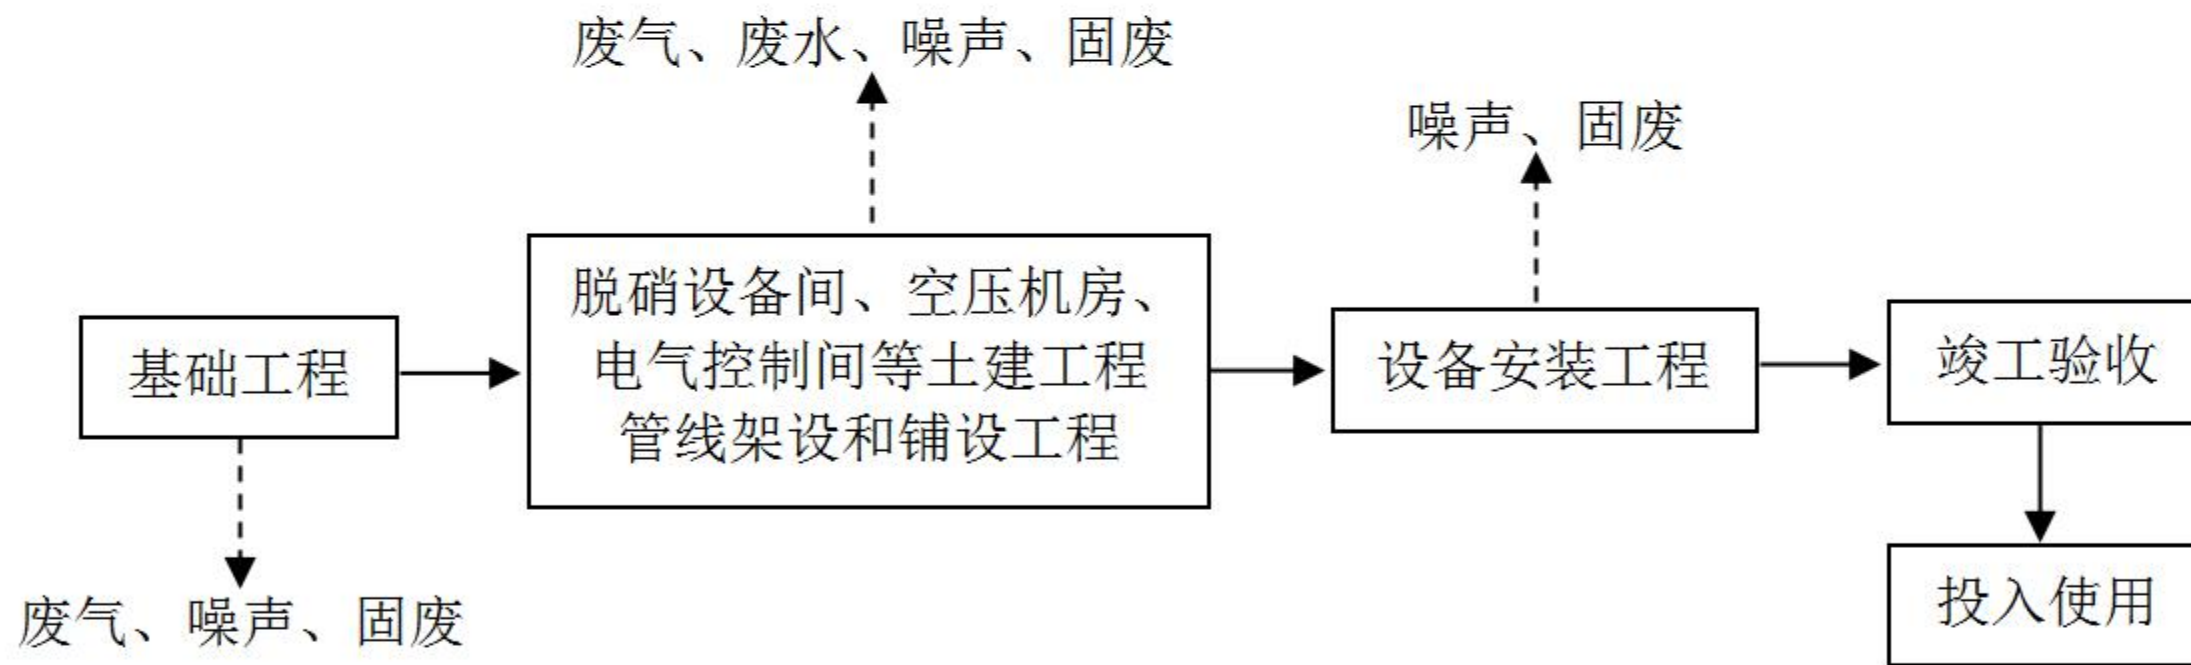 废气、废水、噪声、固废
噪声、固废
脱硝设备间、空压机房、
电气控制间等土建工程
管线架设和铺设工程
基础工程
设备安装工程
竣工验收
废气、噪声、固废
投入使用